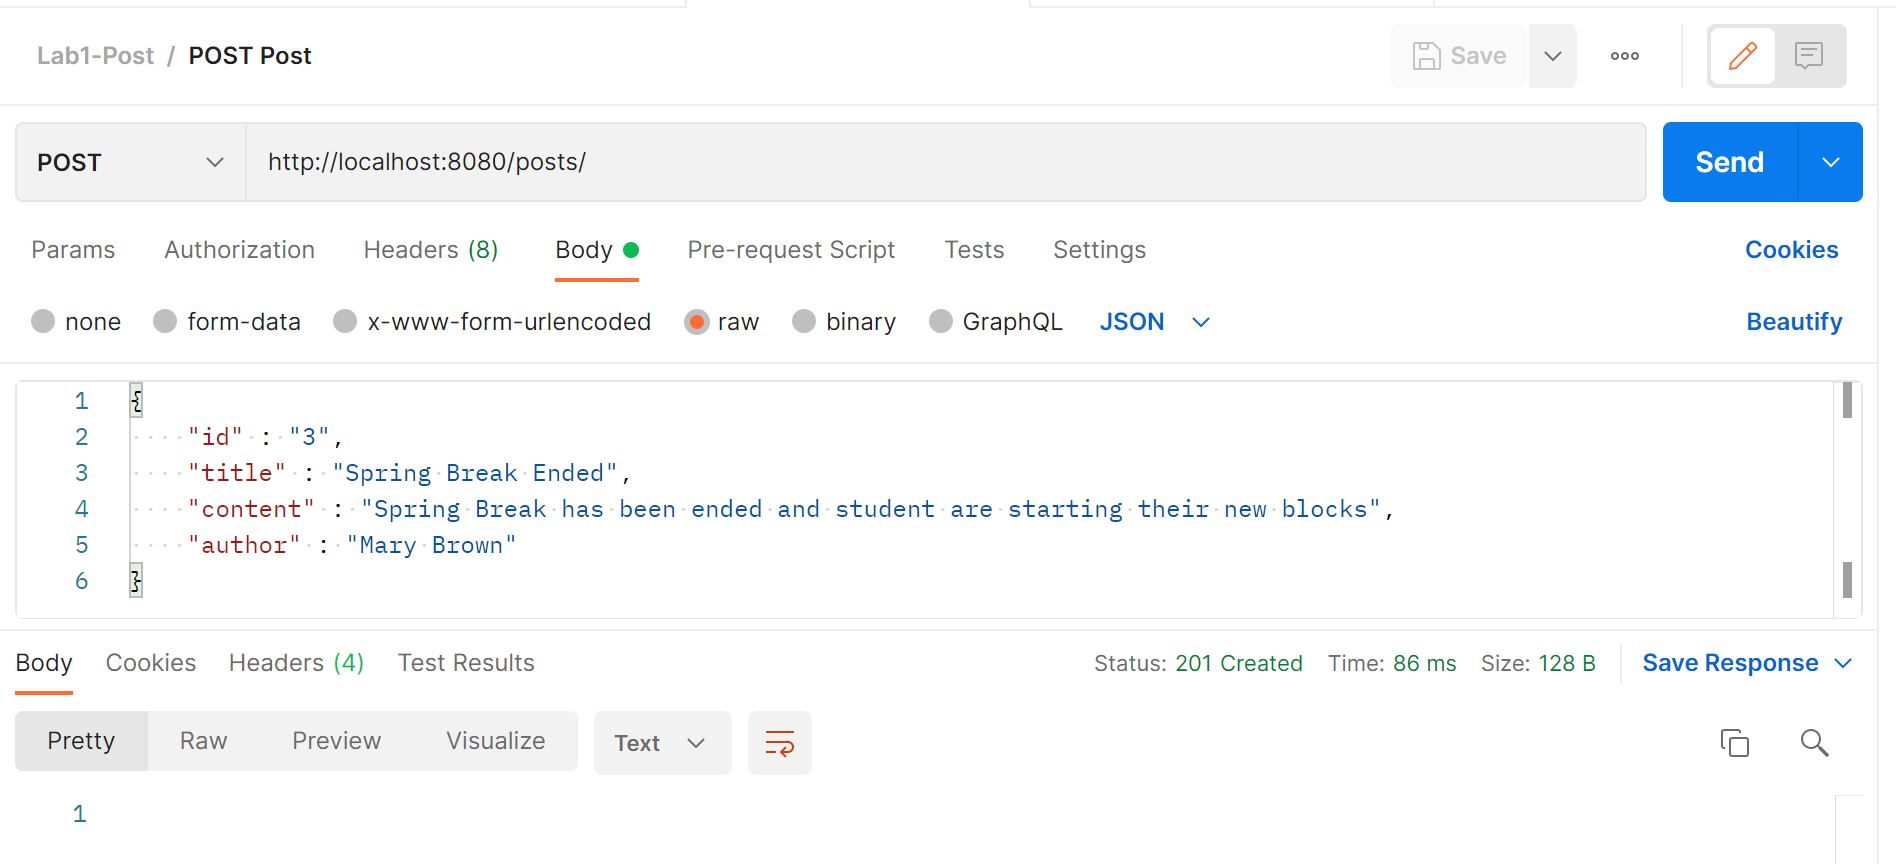 Lab1-Post / POST Post
Save
POST http://localhost:8080/posts/ Send
Params Authorization Headers (8) Body Pre-request Script Tests Settings Cookies
none form-data x-www-form-urlencoded raw binary GraphQL JSON Beautify
1 {
2 "id" : "3",
3 "title" : "Spring Break Ended",
4 "content" : "Spring Break has been ended and student are starting their new blocks",
5 "author" : "Mary Brown"
6 }
Body Cookies Headers (4) Test Results Status: 201 Created Time: 86 ms Size: 128 B Save Response
Pretty Raw Preview Visualize Text
1